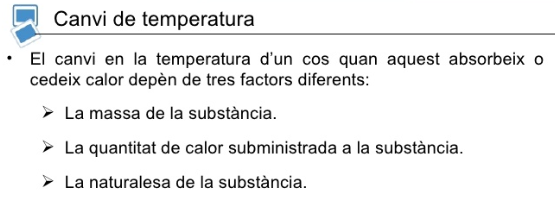 Canvi de temperatura
• El canvi en la temperatura d'un cos quan aquest absorbeix o
cedeix calor depèn de tres factors diferents:
➢ La massa de la substància.
➢ La quantitat de calor subministrada a la substància.
➢ La naturalesa de la substància.